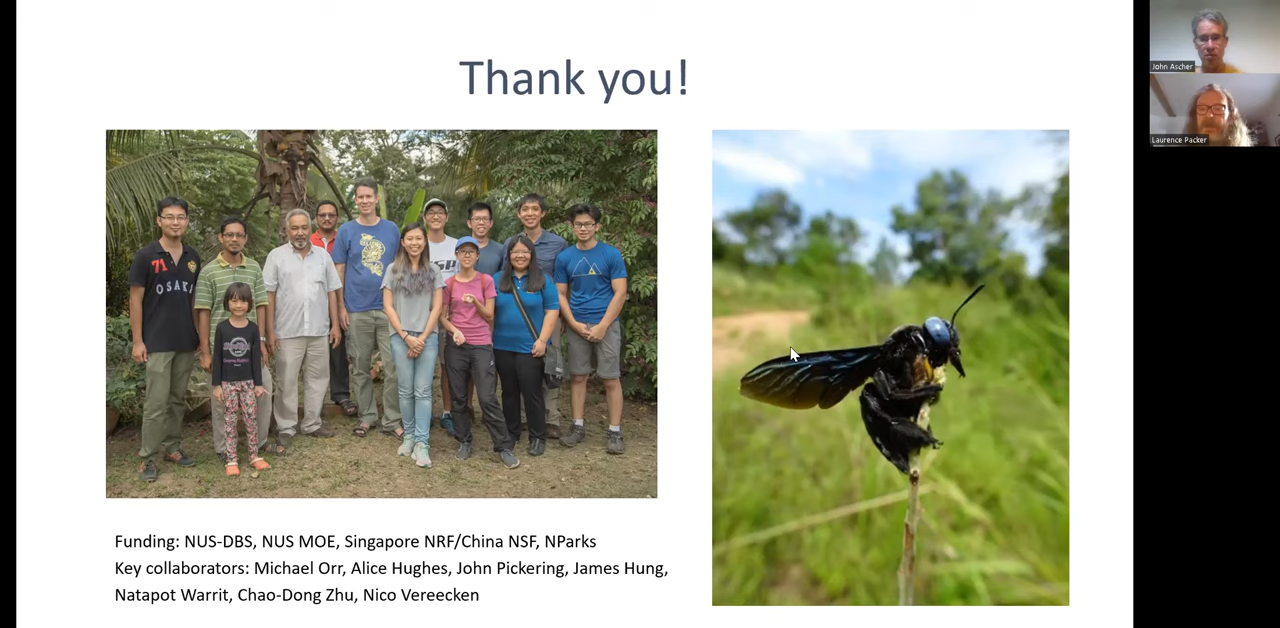 Thank you!
71
OSAKA
Funding: NUS-DBS, NUS MOE, Singapore NRF/China NSF, NParks
Key collaborators: Michael Orr, Alice Hughes, John Pickering, James Hung,
Natapot Warrit, Chao-Dong Zhu, Nico Vereecken
John Ascher
Laurence Packer